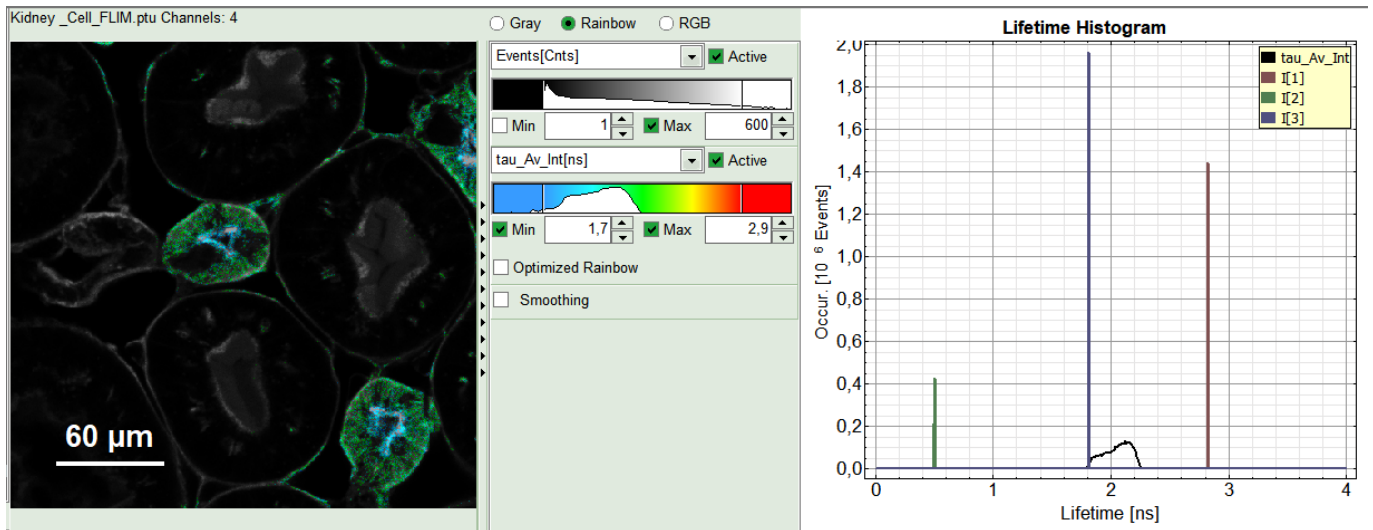 Kidney _Cell_FLIM.ptu Channels: 4
60 µm
Gray Rainbow RGB
Events[Cnts] Active
Min 1 Max 600
tau_Av_Int[ns] Active
Min 1,7 Max 2,9
Optimized Rainbow
Smoothing
Lifetime Histogram
tau_Av_Int
I[1]
I[2]
I[3]
Occur. [10 6 Events]
2,0
1,8
1,6
1,4
1,2
1,0
0,8
0,6
0,4
0,2
0,0
0 1 2 3 4
Lifetime [ns]